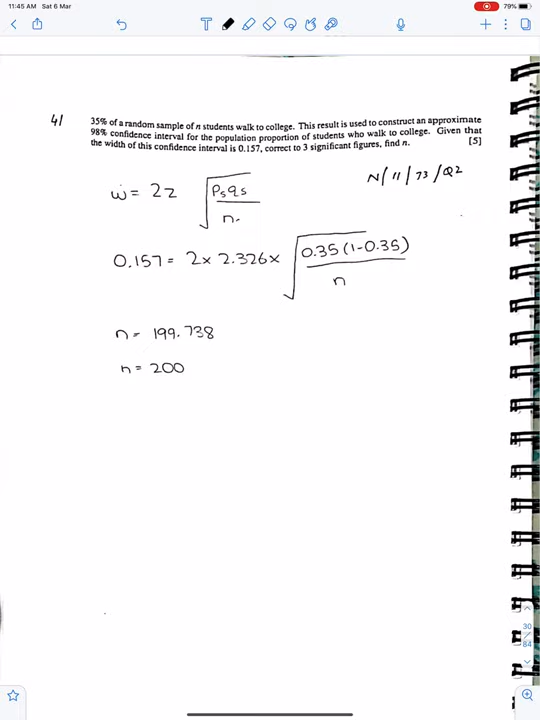 11:45 AM Sat 6 Mar
79%
41
35% of a random sample of n students walk to college. This result is used to construct an approximate
98% confidence interval for the population proportion of students who walk to college. Given that
the width of this confidence interval is 0.157, correct to 3 significant figures, find n. [5]
N/11/73/Q2
w = 2z √(Psqs/n)
0.157 = 2 × 2.326 × √(0.35(1-0.35)/n)
n = 199.738
n = 200
30
84